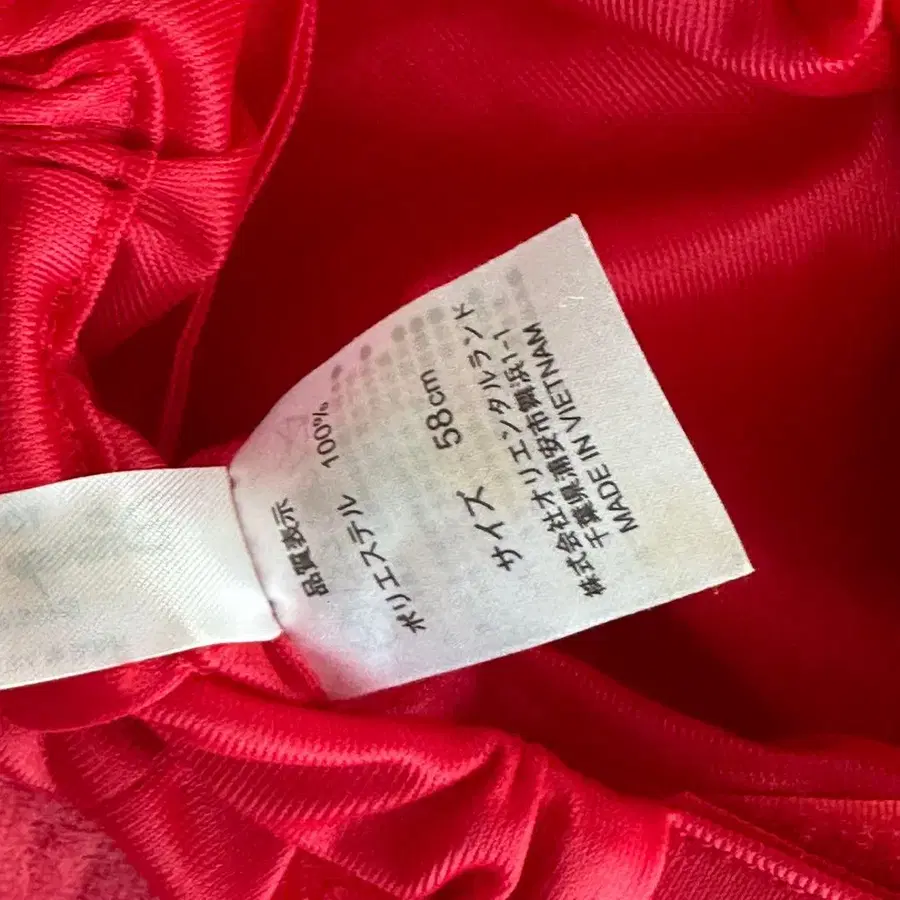 品質表示
ポリエステル 100%
サイズ 58cm
株式会社オリエンタルランド
千葉県浦安市舞浜1-1
MADE IN VIETNAM